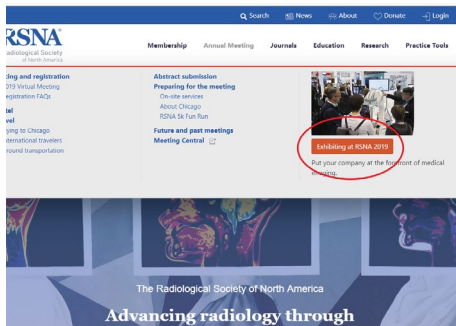 Search News About Donate Login
RSNA
Radiological Society
of North America
Membership Annual Meeting Journals Education Research Practice Tools
and registration
Virtual Meeting
FAQs
to Chicago
travelers
transportation
Abstract submission
Preparing for the meeting
On-site services
About Chicago
RSNA 5k Fun Run
Future and past meetings
Meeting Central
Exhibiting at RSNA 2019
Put your company at the forefront of medical
imaging.
The Radiological Society of North America
Advancing radiology through